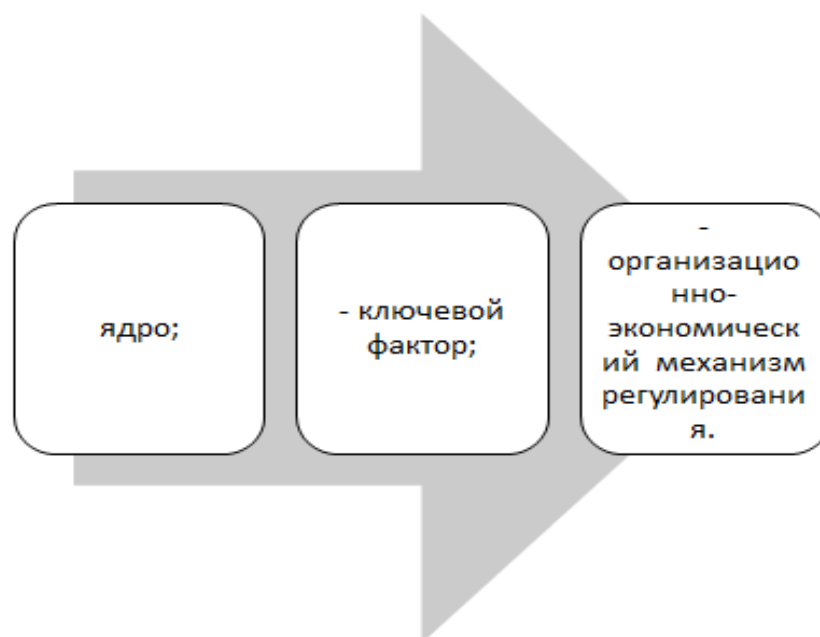 ядро;
- ключевой
фактор;
-
организацио
нно-
экономическ
ий механизм
регулировани
я.